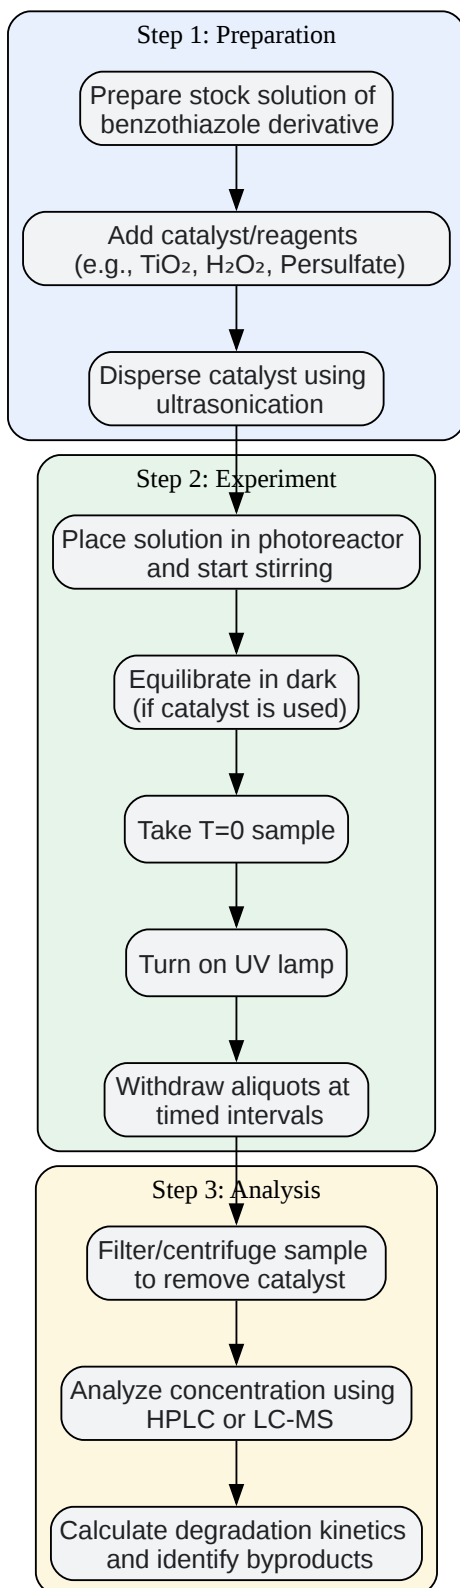 Step 1: Preparation
Prepare stock solution of
benzothiazole derivative
Add catalyst/reagents
(e.g., TiO₂, H₂O₂, Persulfate)
Disperse catalyst using
ultrasonication
Step 2: Experiment
Place solution in photoreactor
and start stirring
Equilibrate in dark
(if catalyst is used)
Take T=0 sample
Turn on UV lamp
Withdraw aliquots at
timed intervals
Step 3: Analysis
Filter/centrifuge sample
to remove catalyst
Analyze concentration using
HPLC or LC-MS
Calculate degradation kinetics
and identify byproducts